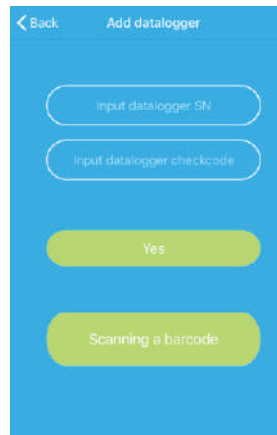 Back
Add datalogger
Input datalogger SN
Input datalogger checkcode
Yes
Scanning a barcode